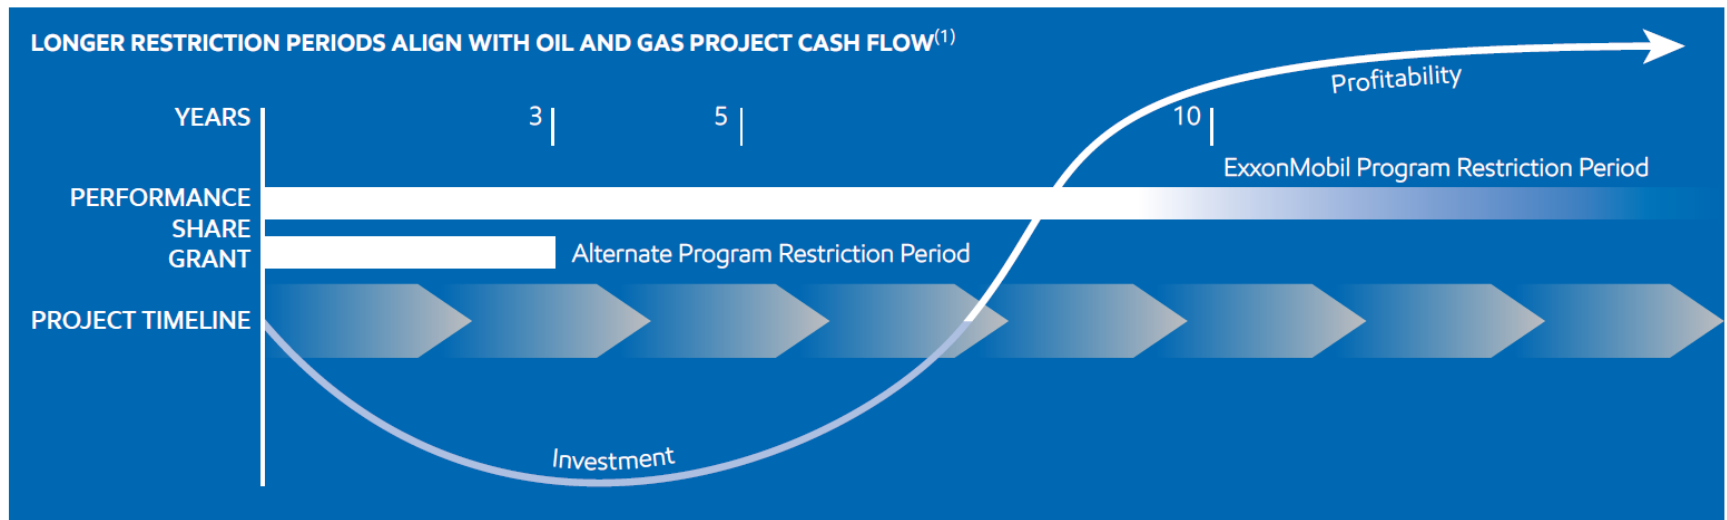 LONGER RESTRICTION PERIODS ALIGN WITH OIL AND GAS PROJECT CASH FLOW(1)
Profitability
YEARS
3
5
10
ExxonMobil Program Restriction Period
PERFORMANCE
SHARE
GRANT
Alternate Program Restriction Period
PROJECT TIMELINE
Investment